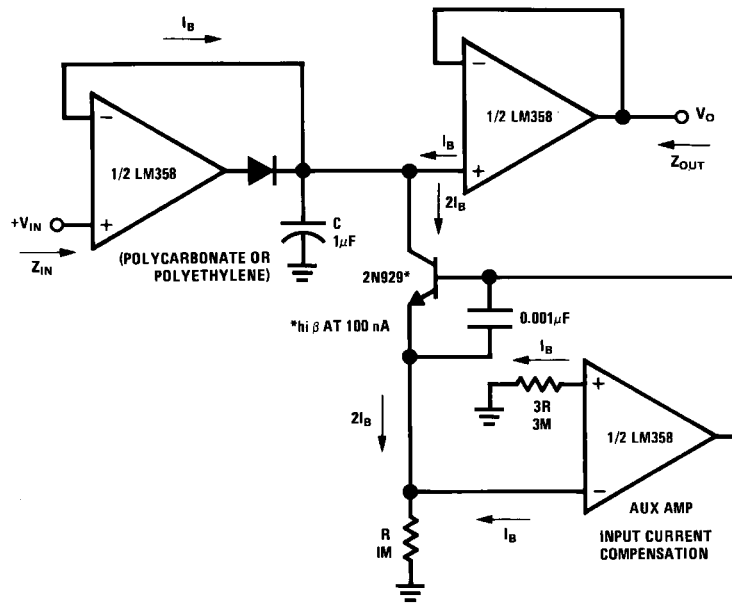 I_B
−
1/2 LM358
+V_IN
+
Z_IN
C
1μF
(POLYCARBONATE OR
POLYETHYLENE)
−
1/2 LM358
+
I_B
V_O
Z_OUT
2I_B
2N929*
*hi β AT 100 nA
0.001μF
I_B
3R
3M
+
1/2 LM358
−
2I_B
I_B
R
1M
AUX AMP
INPUT CURRENT
COMPENSATION